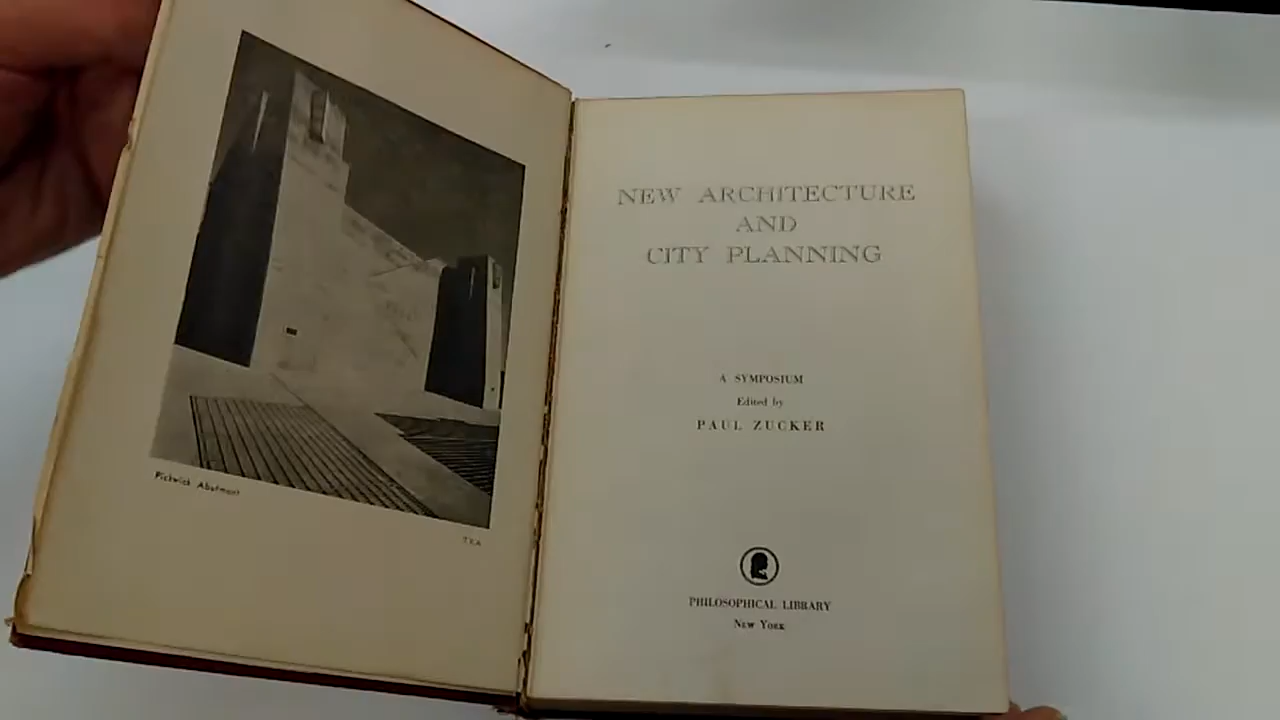 Pickwick Abutment
TVA
NEW ARCHITECTURE
AND
CITY PLANNING
A SYMPOSIUM
Edited by
PAUL ZUCKER
PHILOSOPHICAL LIBRARY
NEW YORK